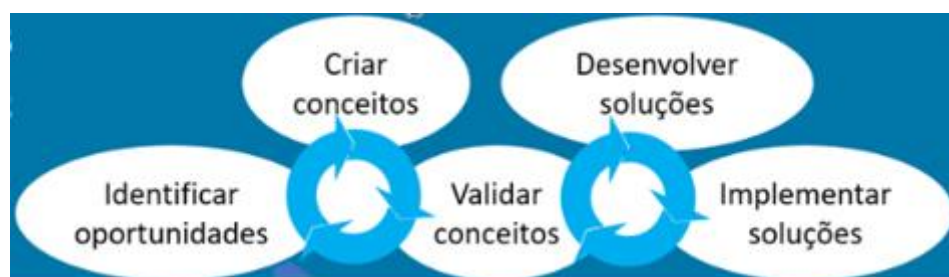 Criar
conceitos
Desenvolver
soluções
Identificar
oportunidades
Validar
conceitos
Implementar
soluções